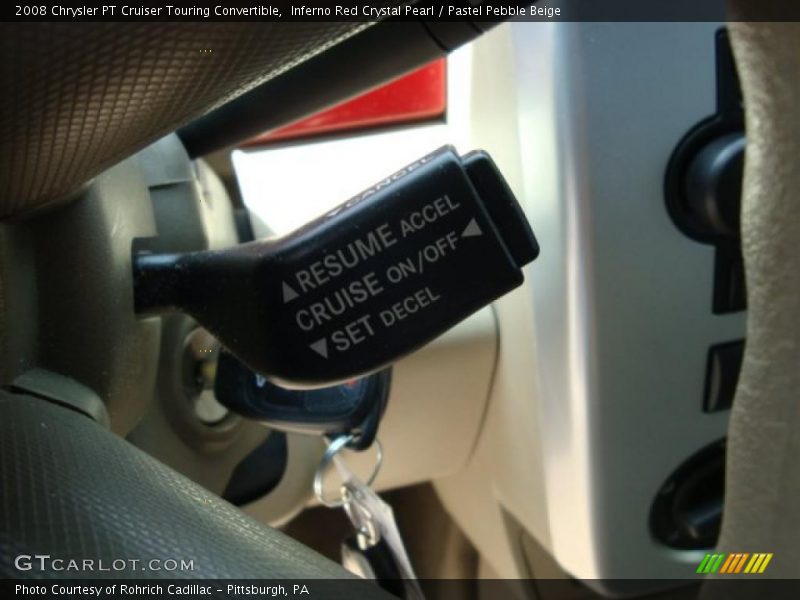 2008 Chrysler PT Cruiser Touring Convertible,  Inferno Red Crystal Pearl / Pastel Pebble Beige
▼CANCEL
▲RESUME ACCEL
CRUISE ON/OFF◀
▼SET DECEL
GTCARLOT.COM
Photo Courtesy of Rohrich Cadillac - Pittsburgh, PA